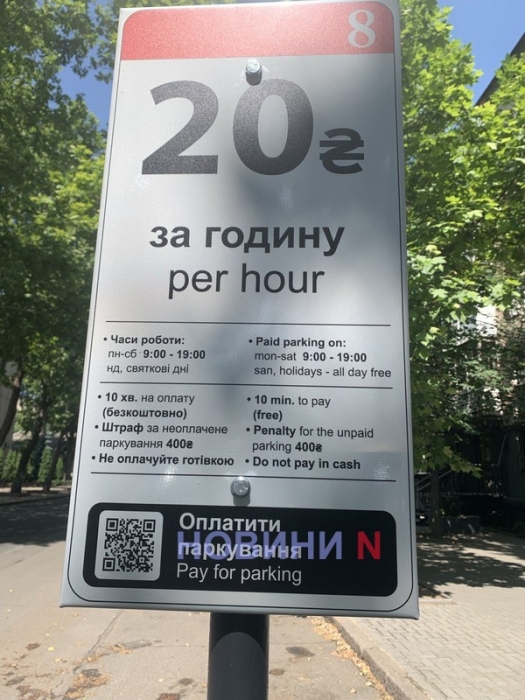 8
20₴
за годину
per hour
• Часи роботи:
пн-сб 9:00 - 19:00
нд, святкові дні
• Paid parking on:
mon-sat 9:00 - 19:00
san, holidays - all day free
• 10 хв. на оплату
(безкоштовно)
• Штраф за неоплачене
паркування 400₴
• Не оплачуйте готівкою
• 10 min. to pay
(free)
• Penalty for the unpaid
parking 400₴
• Do not pay in cash
Оплатити
паркування
НОВИНИ N
Pay for parking